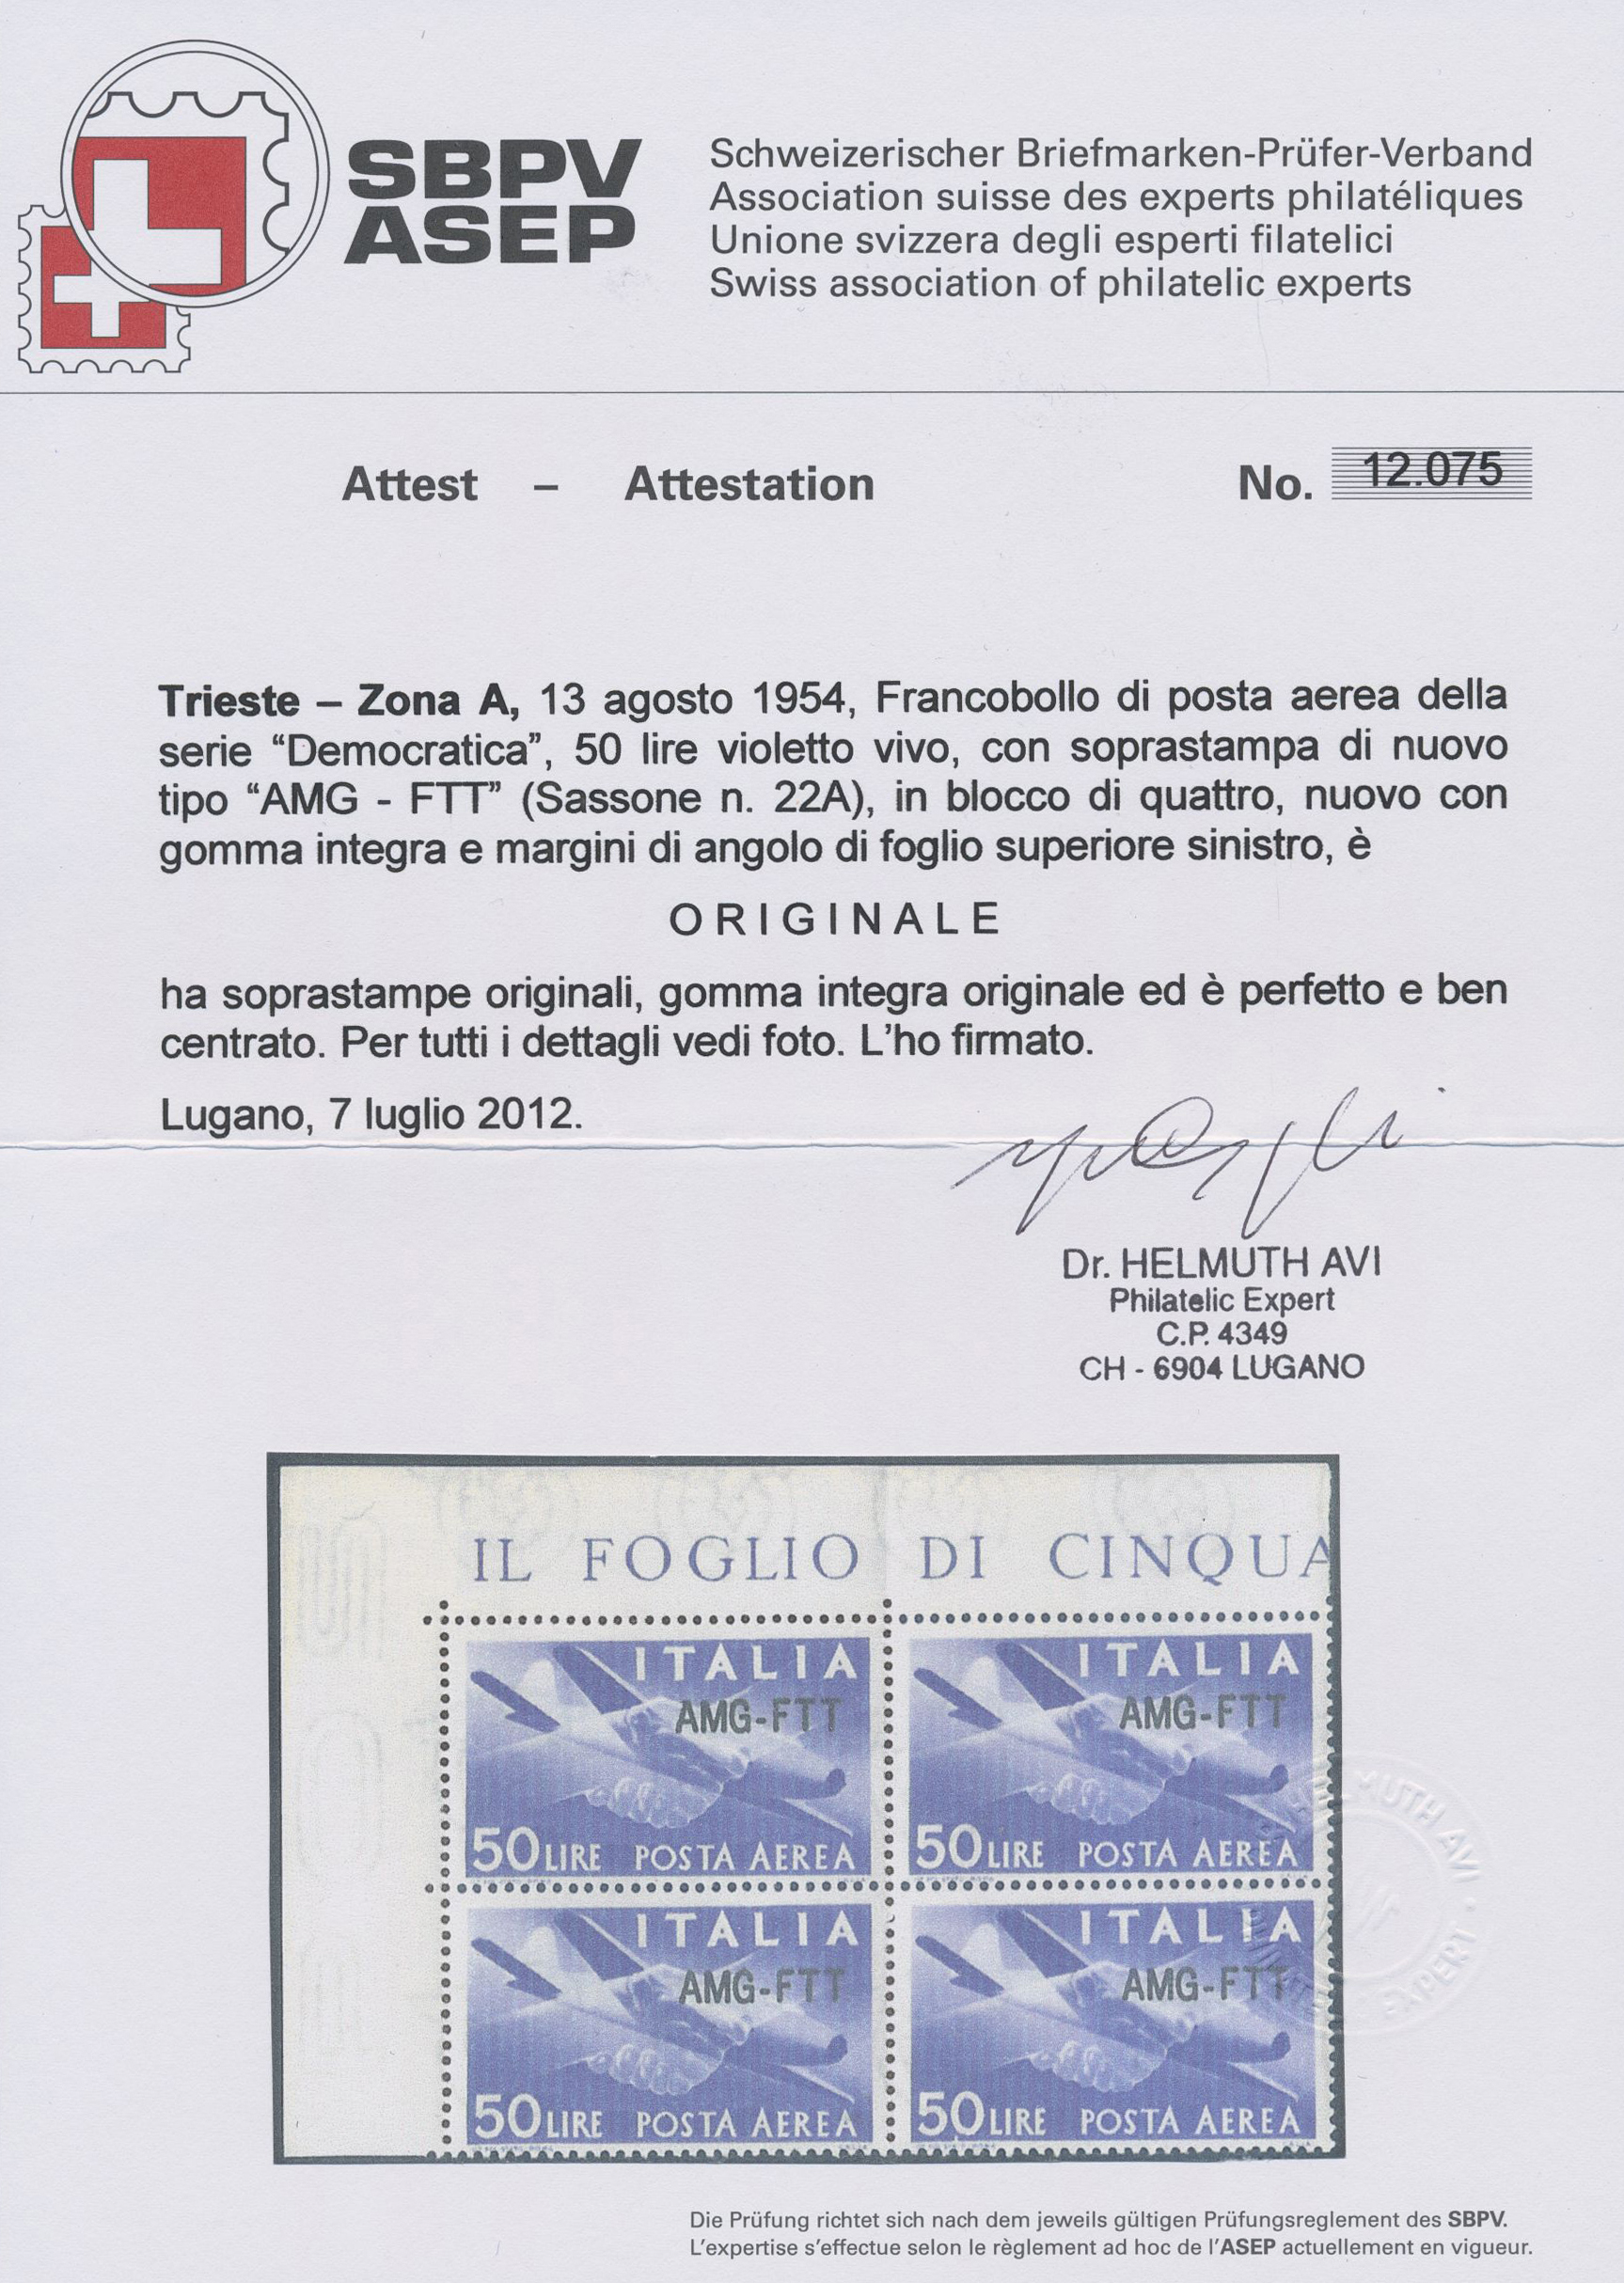 SBPV
ASEP
Schweizerischer Briefmarken-Prüfer-Verband
Association suisse des experts philatéliques
Unione svizzera degli esperti filatelici
Swiss association of philatelic experts
Attest – Attestation No. 12.075
Trieste – Zona A, 13 agosto 1954, Francobollo di posta aerea della
serie “Democratica”, 50 lire violetto vivo, con soprastampa di nuovo
tipo “AMG - FTT” (Sassone n. 22A), in blocco di quattro, nuovo con
gomma integra e margini di angolo di foglio superiore sinistro, è
ORIGINALE
ha soprastampe originali, gomma integra originale ed è perfetto e ben
centrato. Per tutti i dettagli vedi foto. L’ho firmato.
Lugano, 7 luglio 2012.
Dr. HELMUTH AVI
Philatelic Expert
C.P. 4349
CH - 6904 LUGANO
IL FOGLIO DI CINQUA
ITALIA
AMG-FTT
50 LIRE POSTA AEREA
ITALIA
AMG-FTT
50 LIRE POSTA AEREA
ITALIA
AMG-FTT
50 LIRE POSTA AEREA
ITALIA
AMG-FTT
50 LIRE POSTA AEREA
HELMUTH AVI
EXPERT
Die Prüfung richtet sich nach dem jeweils gültigen Prüfungsreglement des SBPV.
L’expertise s’effectue selon le règlement ad hoc de l’ASEP actuellement en vigueur.